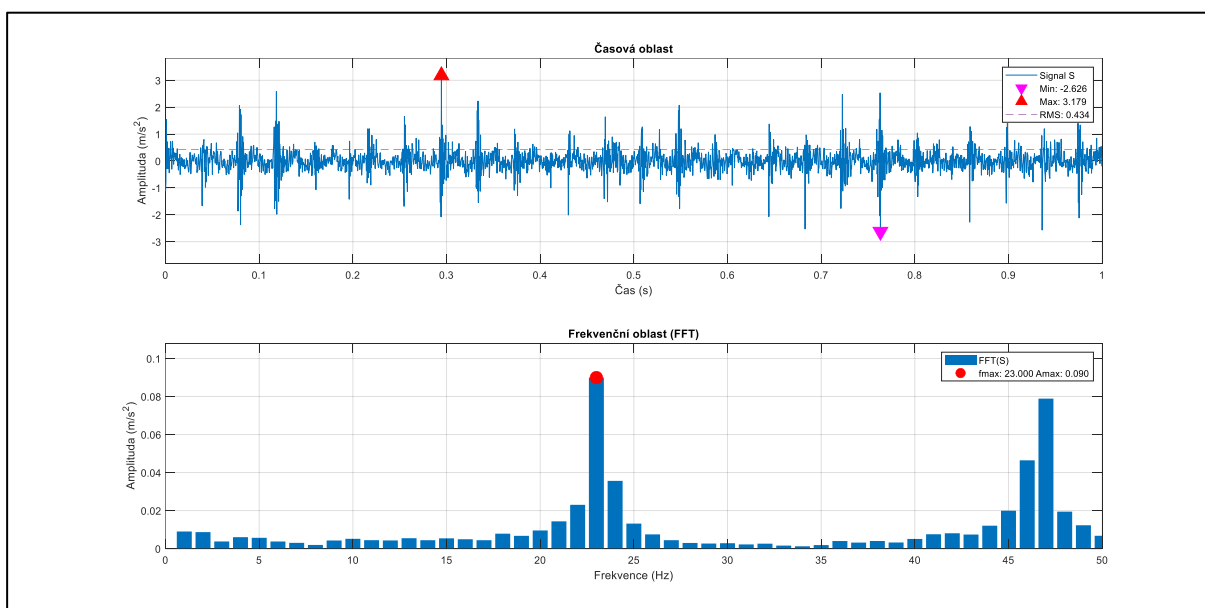 Časová oblast
Amplituda (m/s²)
3
2
1
0
-1
-2
-3
Signal S
Min: -2.626
Max: 3.179
RMS: 0.434
0 0.1 0.2 0.3 0.4 0.5 0.6 0.7 0.8 0.9 1
Čas (s)
Frekvenční oblast (FFT)
Amplituda (m/s²)
0.1
0.08
0.06
0.04
0.02
0
FFT(S)
fmax: 23.000 Amax: 0.090
0 5 10 15 20 25 30 35 40 45 50
Frekvence (Hz)